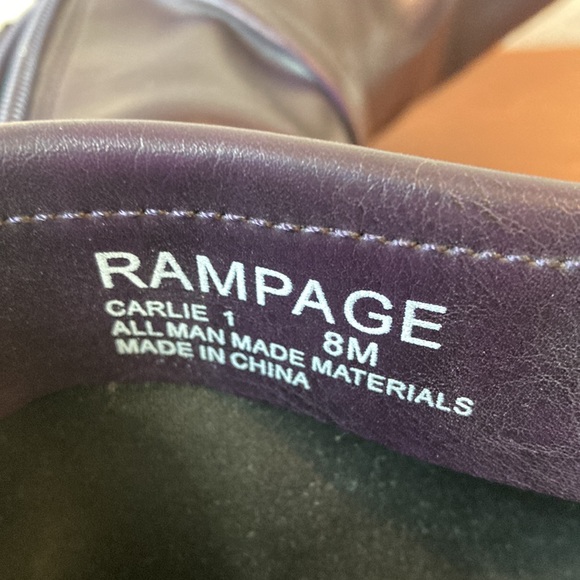 RAMPAGE
CARLIE 1 8M
ALL MAN MADE MATERIALS
MADE IN CHINA